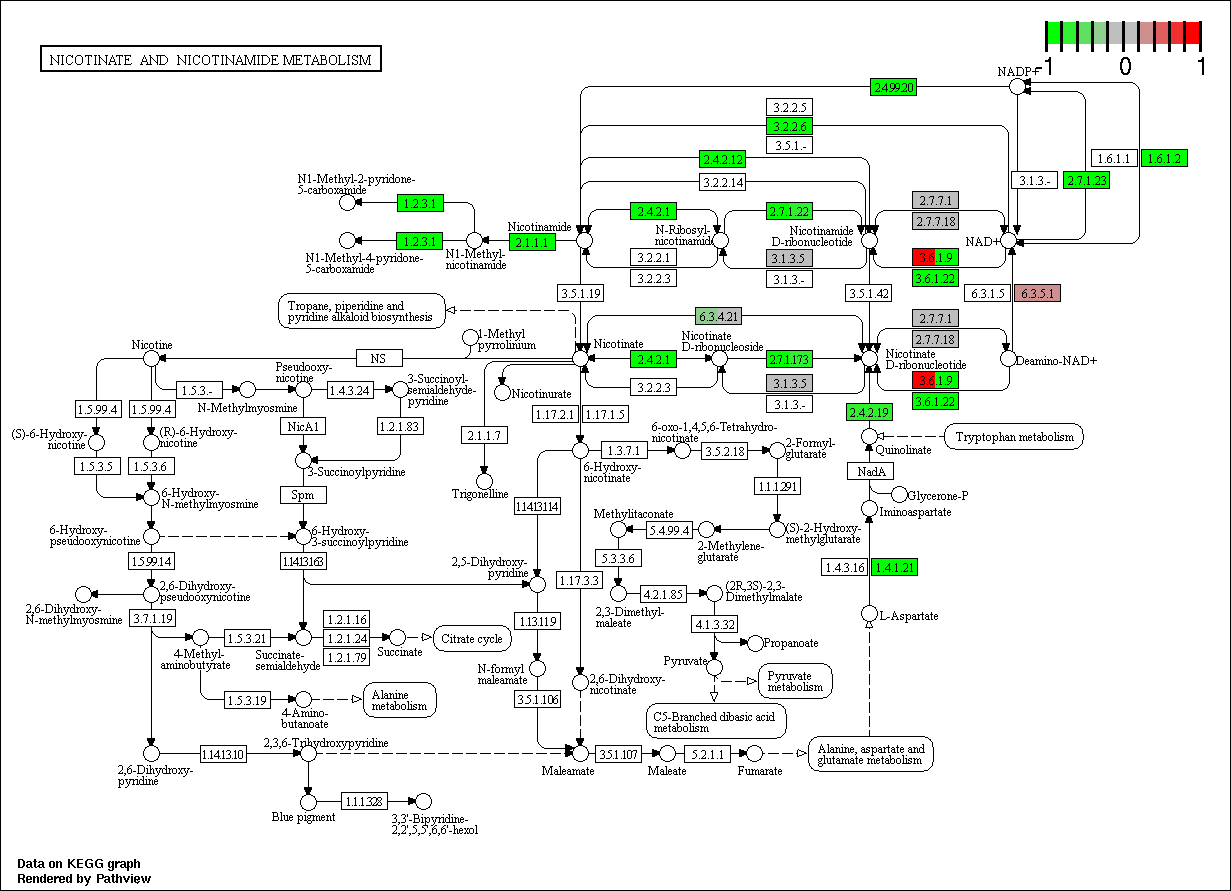 NICOTINATE AND NICOTINAMIDE METABOLISM
-1
0
1
NADP+
2.4.99.20
3.2.2.5
3.2.2.6
3.5.1.-
1.6.1.1
1.6.1.2
2.4.2.12
3.2.2.14
3.1.3.-
2.7.1.23
N1-Methyl-2-pyridone-
5-carboxamide
1.2.3.1
2.7.7.1
2.7.7.18
Nicotinamide
2.4.2.1
N-Ribosyl-
nicotinamide
2.7.1.22
Nicotinamide
D-ribonucleotide
NAD+
1.2.3.1
2.1.1.1
N1-Methyl-
nicotinamide
N1-Methyl-4-pyridone-
5-carboxamide
3.2.2.1
3.2.2.3
3.1.3.5
3.1.3.-
3.6.1.9
3.6.1.22
3.5.1.19
3.5.1.42
6.3.1.5
6.3.5.1
Tropane, piperidine and
pyridine alkaloid biosynthesis
6.3.4.21
2.7.7.1
2.7.7.18
1-Methyl
pyrrolinium
Nicotine
NS
Nicotinate
2.4.2.1
Nicotinate
D-ribonucleoside
2.7.1.173
Nicotinate
D-ribonucleotide
Deamino-NAD+
Pseudooxy-
nicotine
1.5.3.-
N-Methylmyosmine
1.4.3.24
3-Succinoyl-
semialdehyde-
pyridine
Nicotinurate
3.2.2.3
3.1.3.5
3.1.3.-
3.6.1.9
3.6.1.22
1.5.99.4
1.5.99.4
NicA1
1.2.1.83
2.1.1.7
1.17.2.1
1.17.1.5
2.4.2.19
(S)-6-Hydroxy-
nicotine
(R)-6-Hydroxy-
nicotine
6-oxo-1,4,5,6-Tetrahydro-
nicotinate
2-Formyl-
glutarate
Quinolinate
Tryptophan metabolism
1.5.3.5
1.5.3.6
3-Succinoylpyridine
1.3.7.1
3.5.2.18
6-Hydroxy-
nicotinate
NadA
6-Hydroxy-
N-methylmyosmine
Spm
Trigonelline
1.14.13.114
1.1.1.291
Glycerone-P
Iminoaspartate
6-Hydroxy-
pseudooxynicotine
6-Hydroxy-
3-succinoylpyridine
Methylitaconate
5.4.99.4
2-Methylene-
glutarate
(S)-2-Hydroxy-
methylglutarate
1.5.99.14
1.14.13.163
2,5-Dihydroxy-
pyridine
5.3.3.6
1.17.3.3
1.4.3.16
1.4.1.21
2,6-Dihydroxy-
pseudooxynicotine
2,6-Dihydroxy-
N-methylmyosmine
3.7.1.19
2,3-Dimethyl-
maleate
4.2.1.85
(2R,3S)-2,3-
Dimethylmalate
L-Aspartate
1.13.11.9
4.1.3.32
4-Methyl-
aminobutyrate
1.5.3.21
Succinate-
semialdehyde
1.2.1.16
1.2.1.24
1.2.1.79
Succinate
Citrate cycle
Propanoate
Pyruvate
N-formyl
maleamate
2,6-Dihydroxy-
nicotinate
Pyruvate
metabolism
1.5.3.19
4-Amino-
butanoate
Alanine
metabolism
3.5.1.106
C5-Branched dibasic acid
metabolism
2,6-Dihydroxy-
pyridine
1.14.13.10
2,3,6-Trihydroxypyridine
Maleamate
3.5.1.107
Maleate
5.2.1.1
Fumarate
Alanine, aspartate and
glutamate metabolism
Blue pigment
1.1.1.328
3,3'-Bipyridine-
2,2',5,5',6,6'-hexol
Data on KEGG graph
Rendered by Pathview